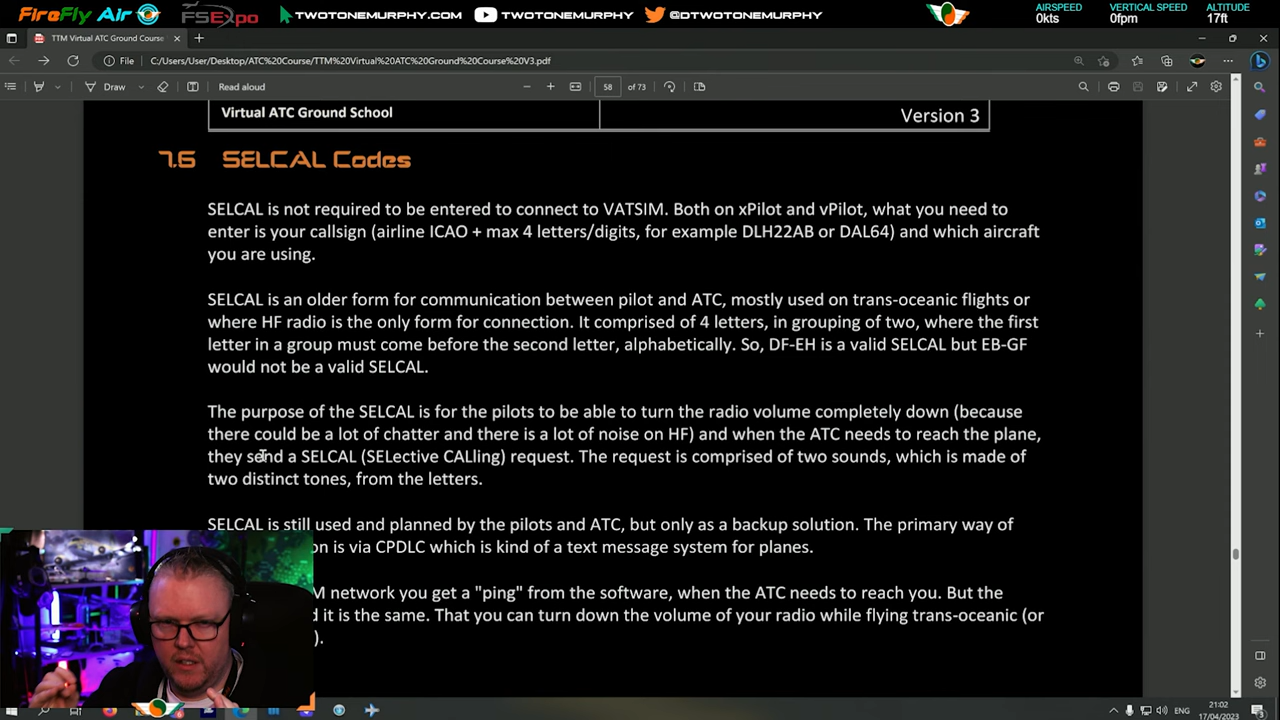 FireFly Air
FSExpo
TWOTONEMURPHY.COM
TWOTONEMURPHY
@DTWOTONEMURPHY
AIRSPEED
0kts
VERTICAL SPEED
0fpm
ALTITUDE
17ft
TTM Virtual ATC Ground Course
File
C:/Users/User/Desktop/ATC%20Course/TTM%20Virtual%20ATC%20Ground%20Course%20V3.pdf
Draw
Read aloud
58 of 73
Virtual ATC Ground School
Version 3
7.6 SELCAL Codes
SELCAL is not required to be entered to connect to VATSIM. Both on xPilot and vPilot, what you need to
enter is your callsign (airline ICAO + max 4 letters/digits, for example DLH22AB or DAL64) and which aircraft
you are using.
SELCAL is an older form for communication between pilot and ATC, mostly used on trans-oceanic flights or
where HF radio is the only form for connection. It comprised of 4 letters, in grouping of two, where the first
letter in a group must come before the second letter, alphabetically. So, DF-EH is a valid SELCAL but EB-GF
would not be a valid SELCAL.
The purpose of the SELCAL is for the pilots to be able to turn the radio volume completely down (because
there could be a lot of chatter and there is a lot of noise on HF) and when the ATC needs to reach the plane,
they send a SELCAL (SELective CALling) request. The request is comprised of two sounds, which is made of
two distinct tones, from the letters.
SELCAL is still used and planned by the pilots and ATC, but only as a backup solution. The primary way of
on is via CPDLC which is kind of a text message system for planes.
M network you get a "ping" from the software, when the ATC needs to reach you. But the
d it is the same. That you can turn down the volume of your radio while flying trans-oceanic (or
).
ENG
21:02
17/04/2023